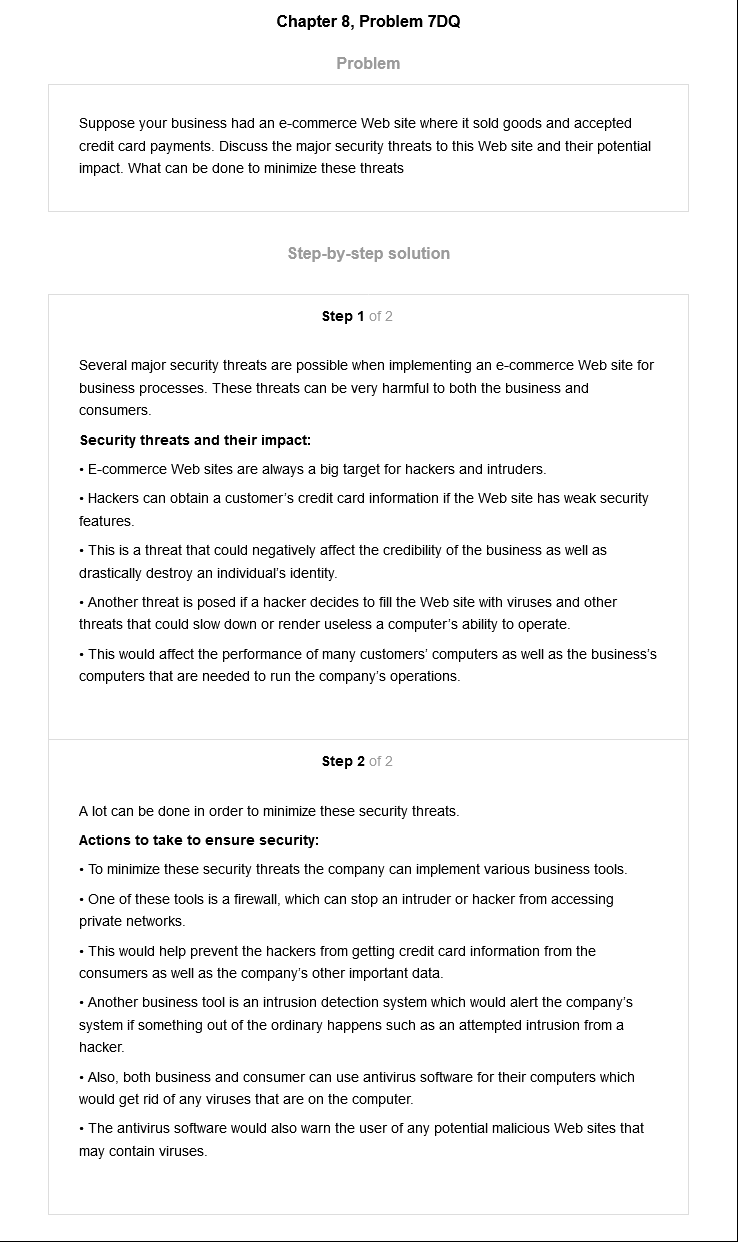 Chapter 8, Problem 7DQ
Problem
Suppose your business had an e-commerce Web site where it sold goods and accepted
credit card payments. Discuss the major security threats to this Web site and their potential
impact. What can be done to minimize these threats
Step-by-step solution
Step 1 of 2
Several major security threats are possible when implementing an e-commerce Web site for
business processes. These threats can be very harmful to both the business and
consumers.
Security threats and their impact:
• E-commerce Web sites are always a big target for hackers and intruders.
• Hackers can obtain a customer’s credit card information if the Web site has weak security
features.
• This is a threat that could negatively affect the credibility of the business as well as
drastically destroy an individual’s identity.
• Another threat is posed if a hacker decides to fill the Web site with viruses and other
threats that could slow down or render useless a computer’s ability to operate.
• This would affect the performance of many customers’ computers as well as the business’s
computers that are needed to run the company’s operations.
Step 2 of 2
A lot can be done in order to minimize these security threats.
Actions to take to ensure security:
• To minimize these security threats the company can implement various business tools.
• One of these tools is a firewall, which can stop an intruder or hacker from accessing
private networks.
• This would help prevent the hackers from getting credit card information from the
consumers as well as the company’s other important data.
• Another business tool is an intrusion detection system which would alert the company’s
system if something out of the ordinary happens such as an attempted intrusion from a
hacker.
• Also, both business and consumer can use antivirus software for their computers which
would get rid of any viruses that are on the computer.
• The antivirus software would also warn the user of any potential malicious Web sites that
may contain viruses.